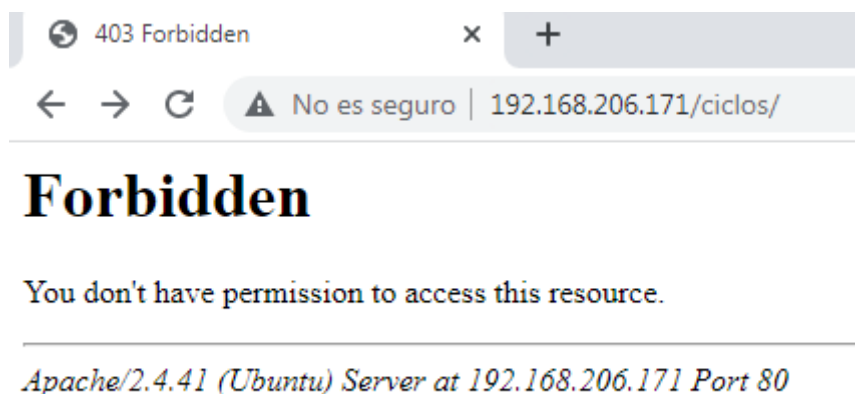 403 Forbidden
No es seguro | 192.168.206.171/ciclos/
Forbidden
You don't have permission to access this resource.
Apache/2.4.41 (Ubuntu) Server at 192.168.206.171 Port 80